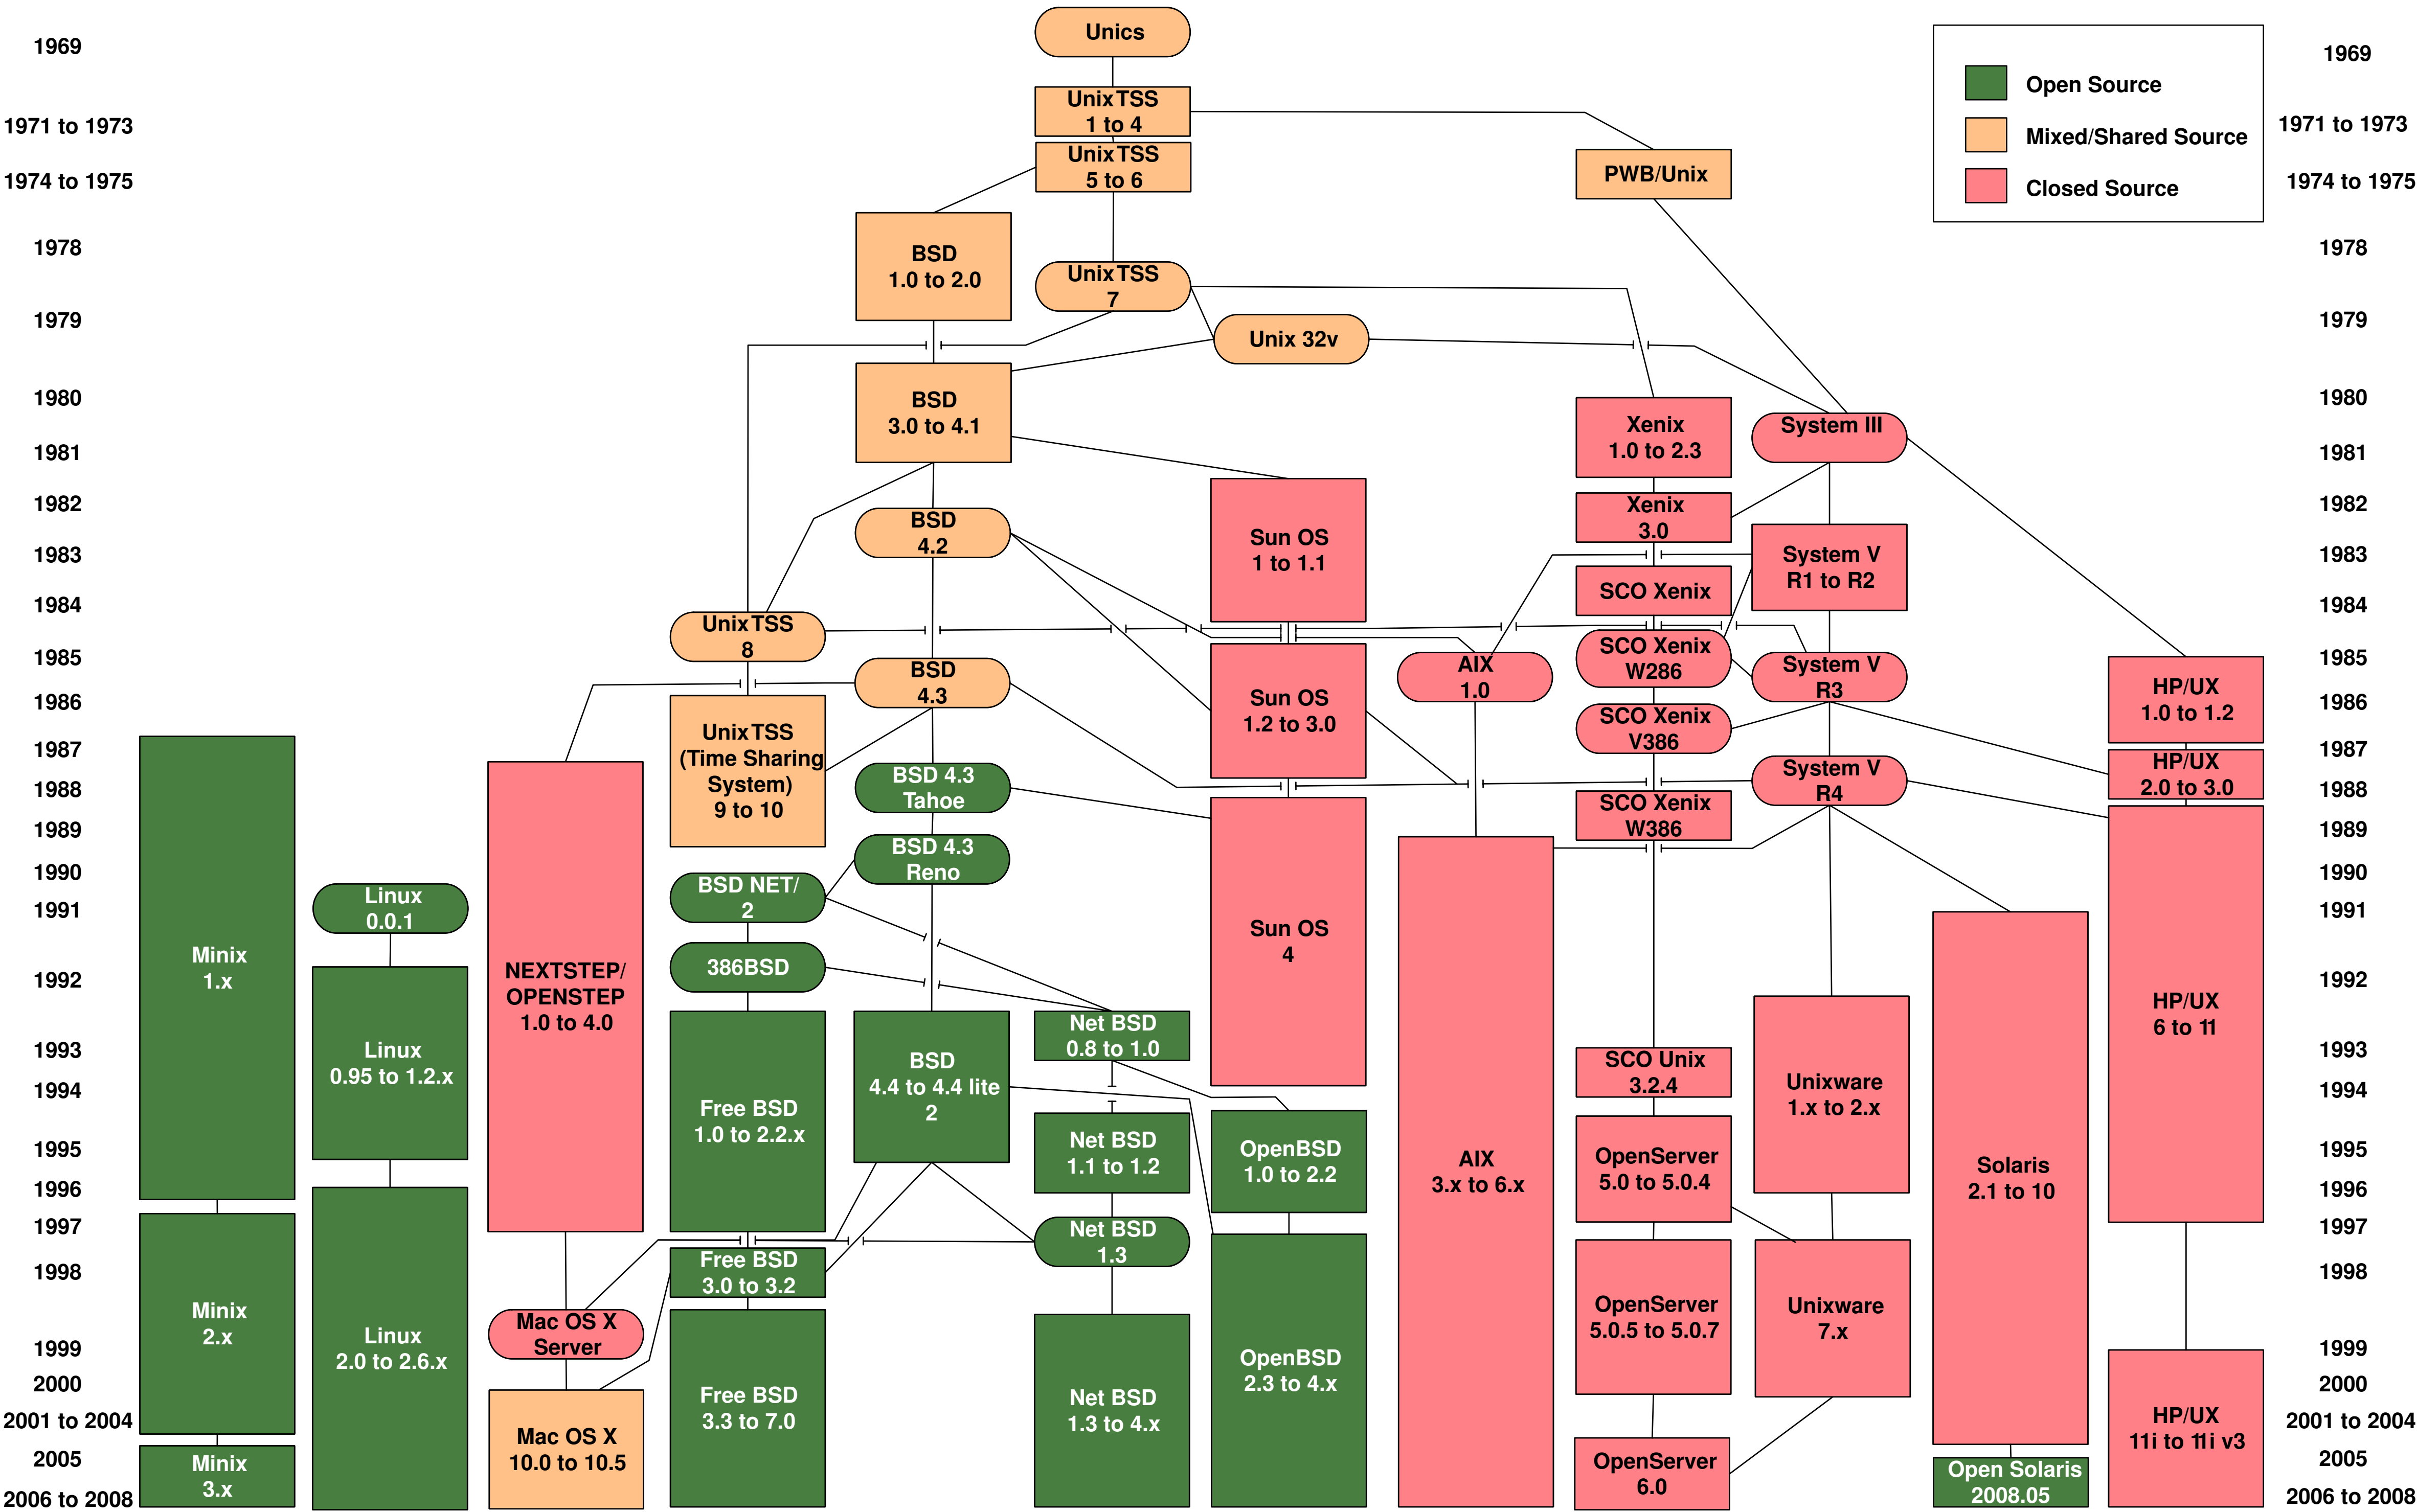 Unics
1969
1969
Open Source
Mixed/Shared Source
Closed Source
Unix TSS
1 to 4
1971 to 1973
1971 to 1973
Unix TSS
5 to 6
PWB/Unix
1974 to 1975
1974 to 1975
BSD
1.0 to 2.0
1978
1978
Unix TSS
7
1979
Unix 32v
1979
1980
BSD
3.0 to 4.1
Xenix
1.0 to 2.3
System III
1980
1981
1981
1982
BSD
4.2
Sun OS
1 to 1.1
Xenix
3.0
1982
1983
System V
R1 to R2
1983
SCO Xenix
1984
1984
Unix TSS
8
SCO Xenix
W286
1985
BSD
4.3
AIX
1.0
System V
R3
1985
HP/UX
1.0 to 1.2
1986
Sun OS
1.2 to 3.0
SCO Xenix
V386
1986
Unix TSS
(Time Sharing
System)
9 to 10
1987
1987
BSD 4.3
Tahoe
System V
R4
HP/UX
2.0 to 3.0
1988
1988
SCO Xenix
W386
1989
1989
BSD 4.3
Reno
1990
1990
BSD NET/
2
Linux
0.0.1
1991
1991
Sun OS
4
Minix
1.x
NEXTSTEP/
OPENSTEP
1.0 to 4.0
386BSD
1992
1992
HP/UX
6 to 11
Net BSD
0.8 to 1.0
1993
Linux
0.95 to 1.2.x
BSD
4.4 to 4.4 lite
2
SCO Unix
3.2.4
1993
1994
Unixware
1.x to 2.x
1994
Free BSD
1.0 to 2.2.x
Net BSD
1.1 to 1.2
OpenBSD
1.0 to 2.2
1995
1995
AIX
3.x to 6.x
OpenServer
5.0 to 5.0.4
Solaris
2.1 to 10
1996
1996
1997
Net BSD
1.3
1997
Free BSD
3.0 to 3.2
1998
1998
Minix
2.x
Mac OS X
Server
Linux
2.0 to 2.6.x
OpenServer
5.0.5 to 5.0.7
Unixware
7.x
1999
1999
OpenBSD
2.3 to 4.x
2000
2000
Free BSD
3.3 to 7.0
Net BSD
1.3 to 4.x
2001 to 2004
2001 to 2004
HP/UX
11i to 11i v3
Mac OS X
10.0 to 10.5
2005
2005
Minix
3.x
OpenServer
6.0
Open Solaris
2008.05
2006 to 2008
2006 to 2008